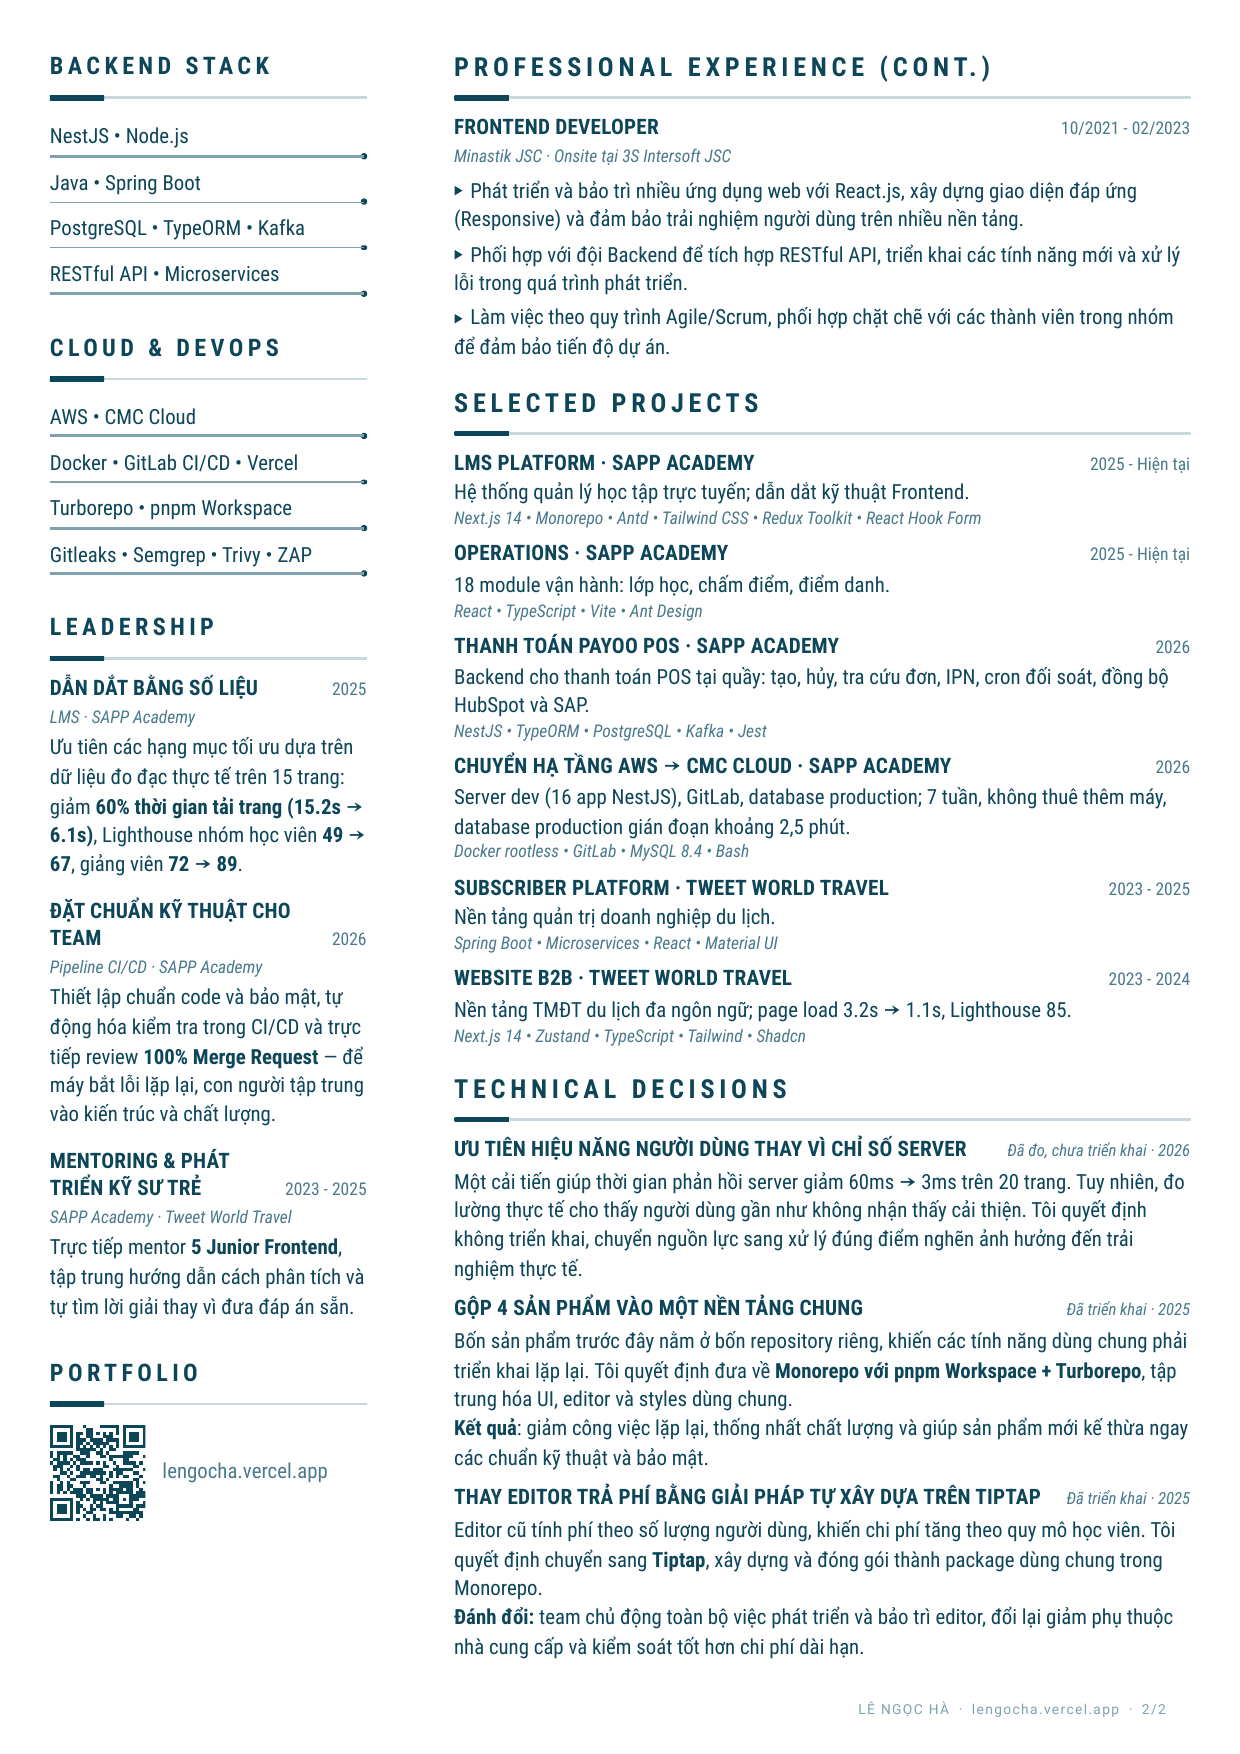 BACKEND STACK
NestJS • Node.js
Java • Spring Boot
PostgreSQL • TypeORM • Kafka
RESTful API • Microservices
CLOUD & DEVOPS
AWS • CMC Cloud
Docker • GitLab CI/CD • Vercel
Turborepo • pnpm Workspace
Gitleaks • Semgrep • Trivy • ZAP
LEADERSHIP
DẪN DẮT BẰNG SỐ LIỆU 2025
LMS · SAPP Academy
Ưu tiên các hạng mục tối ưu dựa trên
dữ liệu đo đạc thực tế trên 15 trang:
giảm 60% thời gian tải trang (15.2s →
6.1s), Lighthouse nhóm học viên 49 →
67, giảng viên 72 → 89.
ĐẶT CHUẨN KỸ THUẬT CHO
TEAM 2026
Pipeline CI/CD · SAPP Academy
Thiết lập chuẩn code và bảo mật, tự
động hóa kiểm tra trong CI/CD và trực
tiếp review 100% Merge Request — để
máy bắt lỗi lặp lại, con người tập trung
vào kiến trúc và chất lượng.
MENTORING & PHÁT
TRIỂN KỸ SƯ TRẺ 2023 - 2025
SAPP Academy · Tweet World Travel
Trực tiếp mentor 5 Junior Frontend,
tập trung hướng dẫn cách phân tích và
tự tìm lời giải thay vì đưa đáp án sẵn.
PORTFOLIO
lengocha.vercel.app
PROFESSIONAL EXPERIENCE (CONT.)
FRONTEND DEVELOPER 10/2021 - 02/2023
Minastik JSC · Onsite tại 3S Intersoft JSC
▸ Phát triển và bảo trì nhiều ứng dụng web với React.js, xây dựng giao diện đáp ứng
(Responsive) và đảm bảo trải nghiệm người dùng trên nhiều nền tảng.
▸ Phối hợp với đội Backend để tích hợp RESTful API, triển khai các tính năng mới và xử lý
lỗi trong quá trình phát triển.
▸ Làm việc theo quy trình Agile/Scrum, phối hợp chặt chẽ với các thành viên trong nhóm
để đảm bảo tiến độ dự án.
SELECTED PROJECTS
LMS PLATFORM · SAPP ACADEMY 2025 - Hiện tại
Hệ thống quản lý học tập trực tuyến; dẫn dắt kỹ thuật Frontend.
Next.js 14 • Monorepo • Antd • Tailwind CSS • Redux Toolkit • React Hook Form
OPERATIONS · SAPP ACADEMY 2025 - Hiện tại
18 module vận hành: lớp học, chấm điểm, điểm danh.
React • TypeScript • Vite • Ant Design
THANH TOÁN PAYOO POS · SAPP ACADEMY 2026
Backend cho thanh toán POS tại quầy: tạo, hủy, tra cứu đơn, IPN, cron đối soát, đồng bộ
HubSpot và SAP.
NestJS • TypeORM • PostgreSQL • Kafka • Jest
CHUYỂN HẠ TẦNG AWS → CMC CLOUD · SAPP ACADEMY 2026
Server dev (16 app NestJS), GitLab, database production; 7 tuần, không thuê thêm máy,
database production gián đoạn khoảng 2,5 phút.
Docker rootless • GitLab • MySQL 8.4 • Bash
SUBSCRIBER PLATFORM · TWEET WORLD TRAVEL 2023 - 2025
Nền tảng quản trị doanh nghiệp du lịch.
Spring Boot • Microservices • React • Material UI
WEBSITE B2B · TWEET WORLD TRAVEL 2023 - 2024
Nền tảng TMĐT du lịch đa ngôn ngữ; page load 3.2s → 1.1s, Lighthouse 85.
Next.js 14 • Zustand • TypeScript • Tailwind • Shadcn
TECHNICAL DECISIONS
ƯU TIÊN HIỆU NĂNG NGƯỜI DÙNG THAY VÌ CHỈ SỐ SERVER Đã đo, chưa triển khai · 2026
Một cải tiến giúp thời gian phản hồi server giảm 60ms → 3ms trên 20 trang. Tuy nhiên, đo
lường thực tế cho thấy người dùng gần như không nhận thấy cải thiện. Tôi quyết định
không triển khai, chuyển nguồn lực sang xử lý đúng điểm nghẽn ảnh hưởng đến trải
nghiệm thực tế.
GỘP 4 SẢN PHẨM VÀO MỘT NỀN TẢNG CHUNG Đã triển khai · 2025
Bốn sản phẩm trước đây nằm ở bốn repository riêng, khiến các tính năng dùng chung phải
triển khai lặp lại. Tôi quyết định đưa về Monorepo với pnpm Workspace + Turborepo, tập
trung hóa UI, editor và styles dùng chung.
Kết quả: giảm công việc lặp lại, thống nhất chất lượng và giúp sản phẩm mới kế thừa ngay
các chuẩn kỹ thuật và bảo mật.
THAY EDITOR TRẢ PHÍ BẰNG GIẢI PHÁP TỰ XÂY DỰA TRÊN TIPTAP Đã triển khai · 2025
Editor cũ tính phí theo số lượng người dùng, khiến chi phí tăng theo quy mô học viên. Tôi
quyết định chuyển sang Tiptap, xây dựng và đóng gói thành package dùng chung trong
Monorepo.
Đánh đổi: team chủ động toàn bộ việc phát triển và bảo trì editor, đổi lại giảm phụ thuộc
nhà cung cấp và kiểm soát tốt hơn chi phí dài hạn.
LÊ NGỌC HÀ · lengocha.vercel.app · 2/2